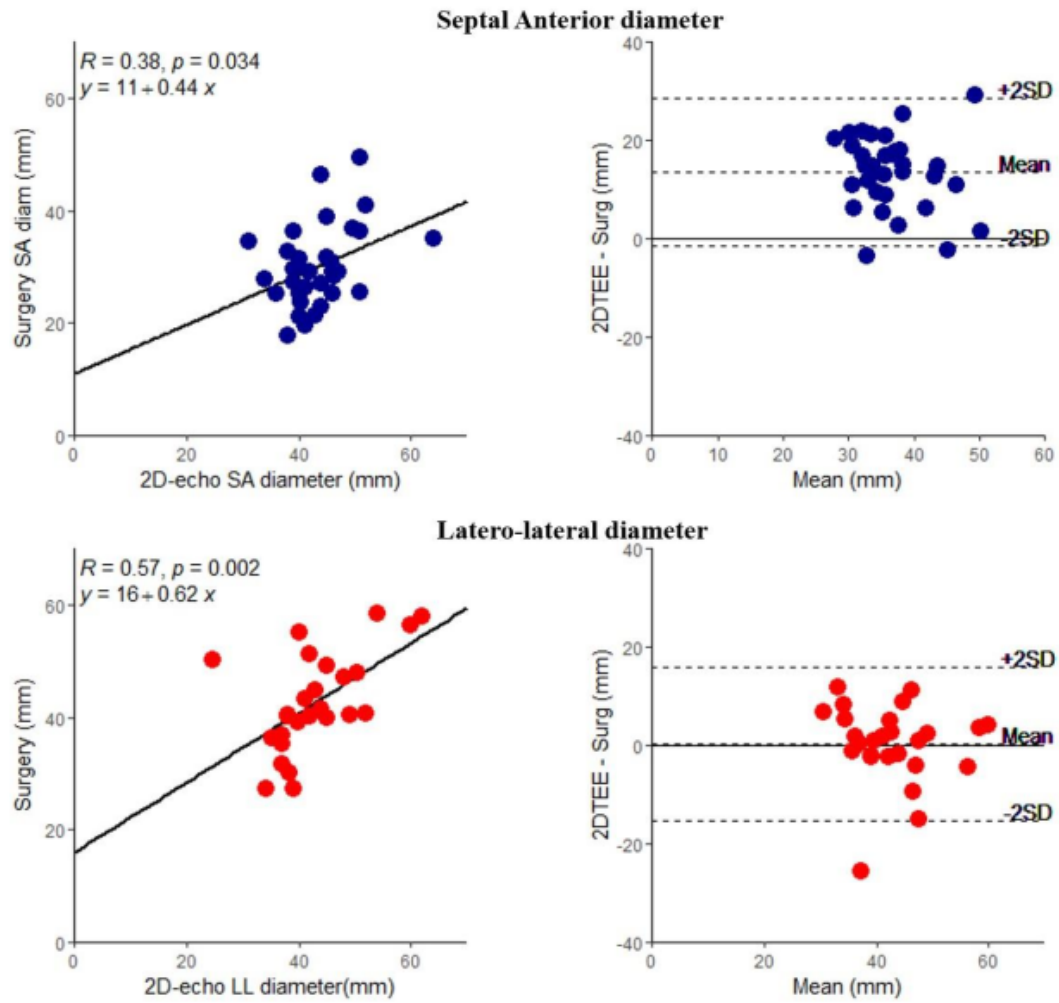 Septal Anterior diameter
R = 0.38, p = 0.034
y = 11 + 0.44 x
60
40
20
0
Surgery SA diam (mm)
0 20 40 60
2D-echo SA diameter (mm)
40
20
0
-20
-40
2DTEE - Surg (mm)
+2SD
Mean
-2SD
0 10 20 30 40 50 60
Mean (mm)
Latero-lateral diameter
R = 0.57, p = 0.002
y = 16 + 0.62 x
60
40
20
0
Surgery (mm)
0 20 40 60
2D-echo LL diameter(mm)
40
20
0
-20
-40
2DTEE - Surg (mm)
+2SD
Mean
-2SD
0 10 20 30 40 50 60
Mean (mm)